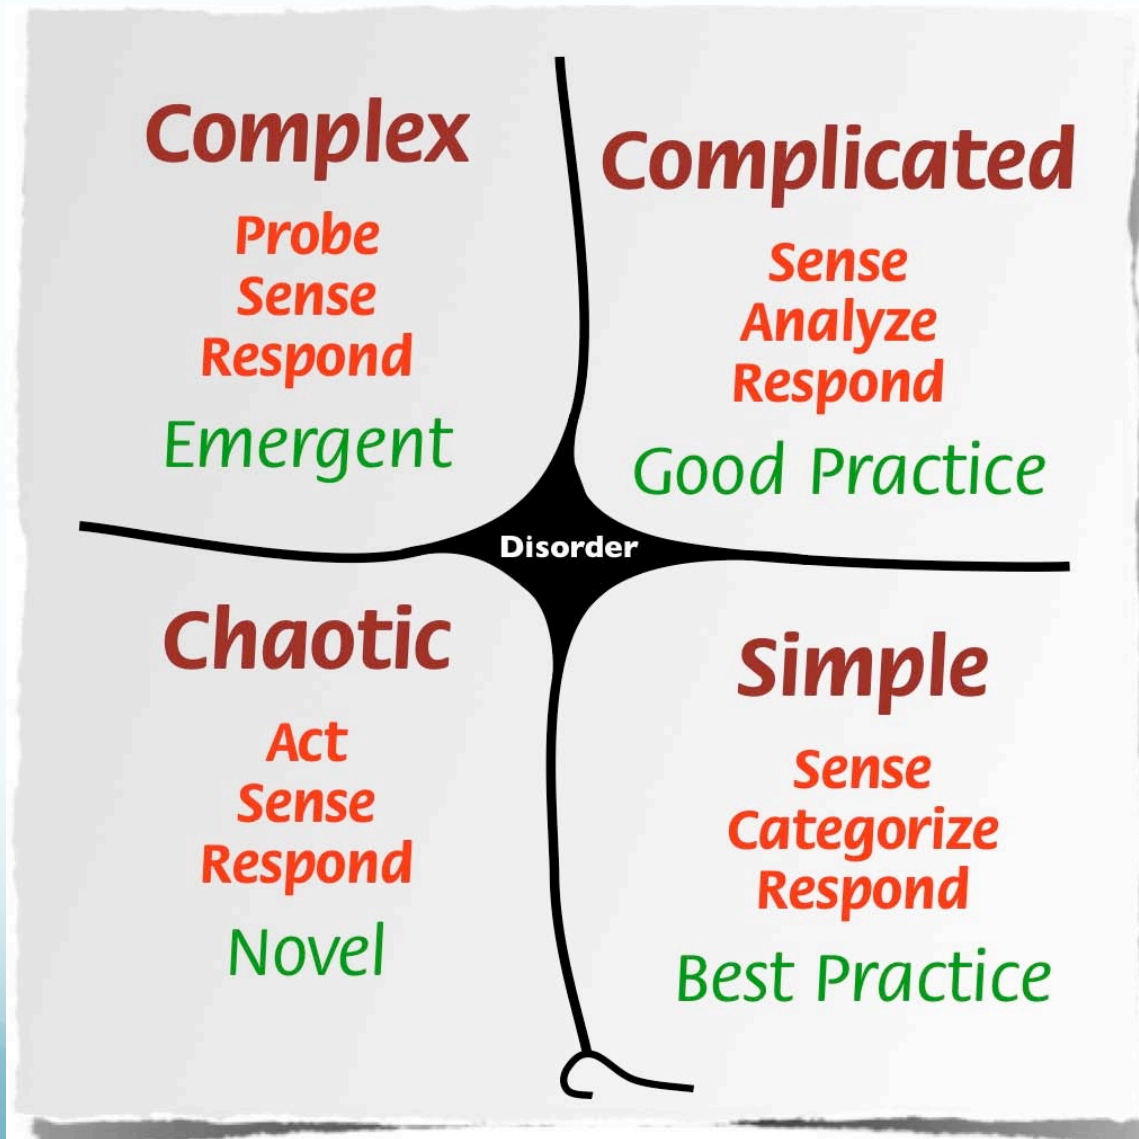 Complex
Probe
Sense
Respond
Emergent
Complicated
Sense
Analyze
Respond
Good Practice
Disorder
Chaotic
Act
Sense
Respond
Novel
Simple
Sense
Categorize
Respond
Best Practice